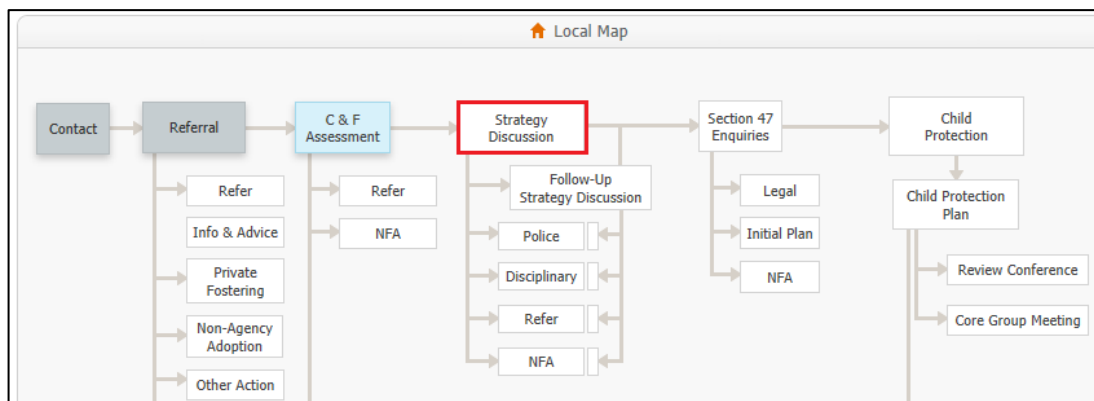 Local Map
Contact
Referral
C & F
Assessment
Strategy
Discussion
Section 47
Enquiries
Child
Protection
Refer
Info & Advice
Private
Fostering
Non-Agency
Adoption
Other Action
Refer
NFA
Follow-Up
Strategy Discussion
Police
Disciplinary
Refer
NFA
Legal
Initial Plan
NFA
Child Protection
Plan
Review Conference
Core Group Meeting